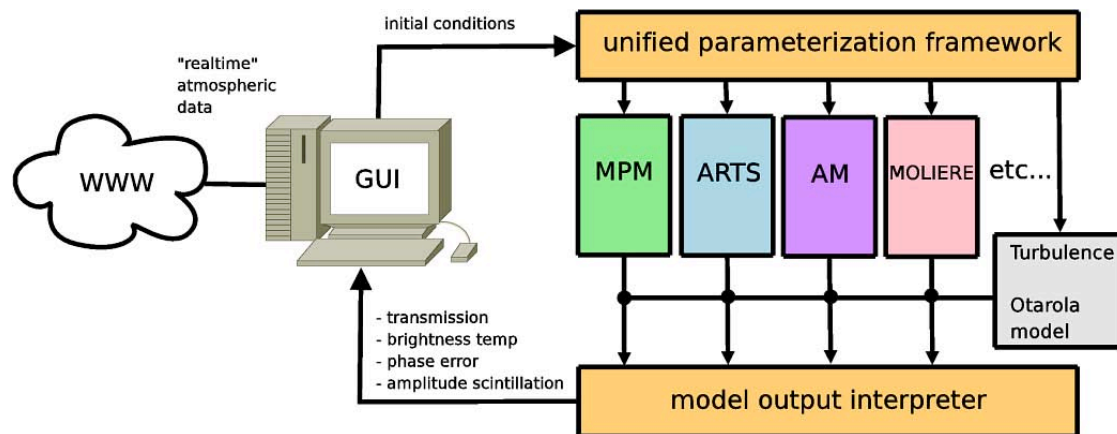 initial conditions
unified parameterization framework
"realtime"
atmospheric
data
WWW
GUI
MPM
ARTS
AM
MOLIERE
etc...
Turbulence
Otarola
model
- transmission
- brightness temp
- phase error
- amplitude scintillation
model output interpreter